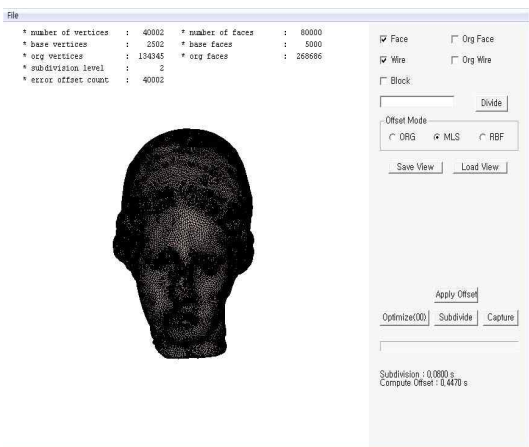 File
* number of vertices : 40002 * number of faces : 80000
* base vertices : 2502 * base faces : 5000
* org vertices : 134345 * org faces : 268686
* subdivision level : 2
* error offset count : 40002
Face Org Face
Wire Org Wire
Block
Divide
Offset Mode
ORG MLS RBF
Save View Load View
Apply Offset
Optimize(00) Subdivide Capture
Subdivision : 0,0800 s
Compute Offset : 0,4470 s